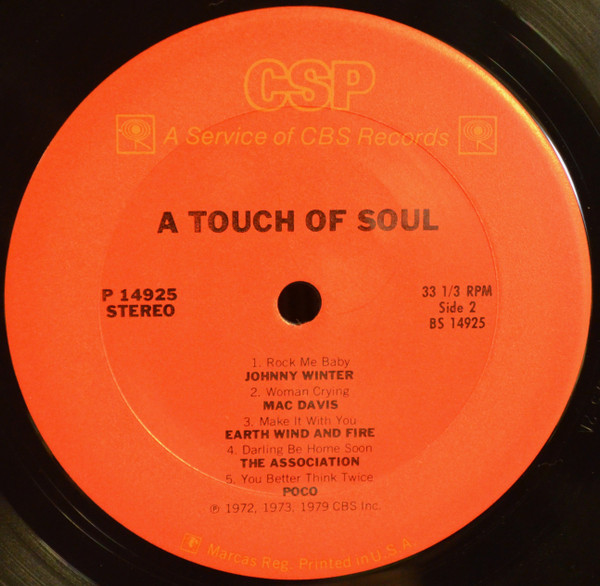 CSP
A Service of CBS Records
A TOUCH OF SOUL
P 14925
STEREO
33 1/3 RPM
Side 2
BS 14925
1. Rock Me Baby
JOHNNY WINTER
2. Woman Crying
MAC DAVIS
3. Make It With You
EARTH WIND AND FIRE
4. Darling Be Home Soon
THE ASSOCIATION
5. You Better Think Twice
POCO
℗ 1972, 1973, 1979 CBS Inc.
Marcas Reg. Printed in U.S.A.